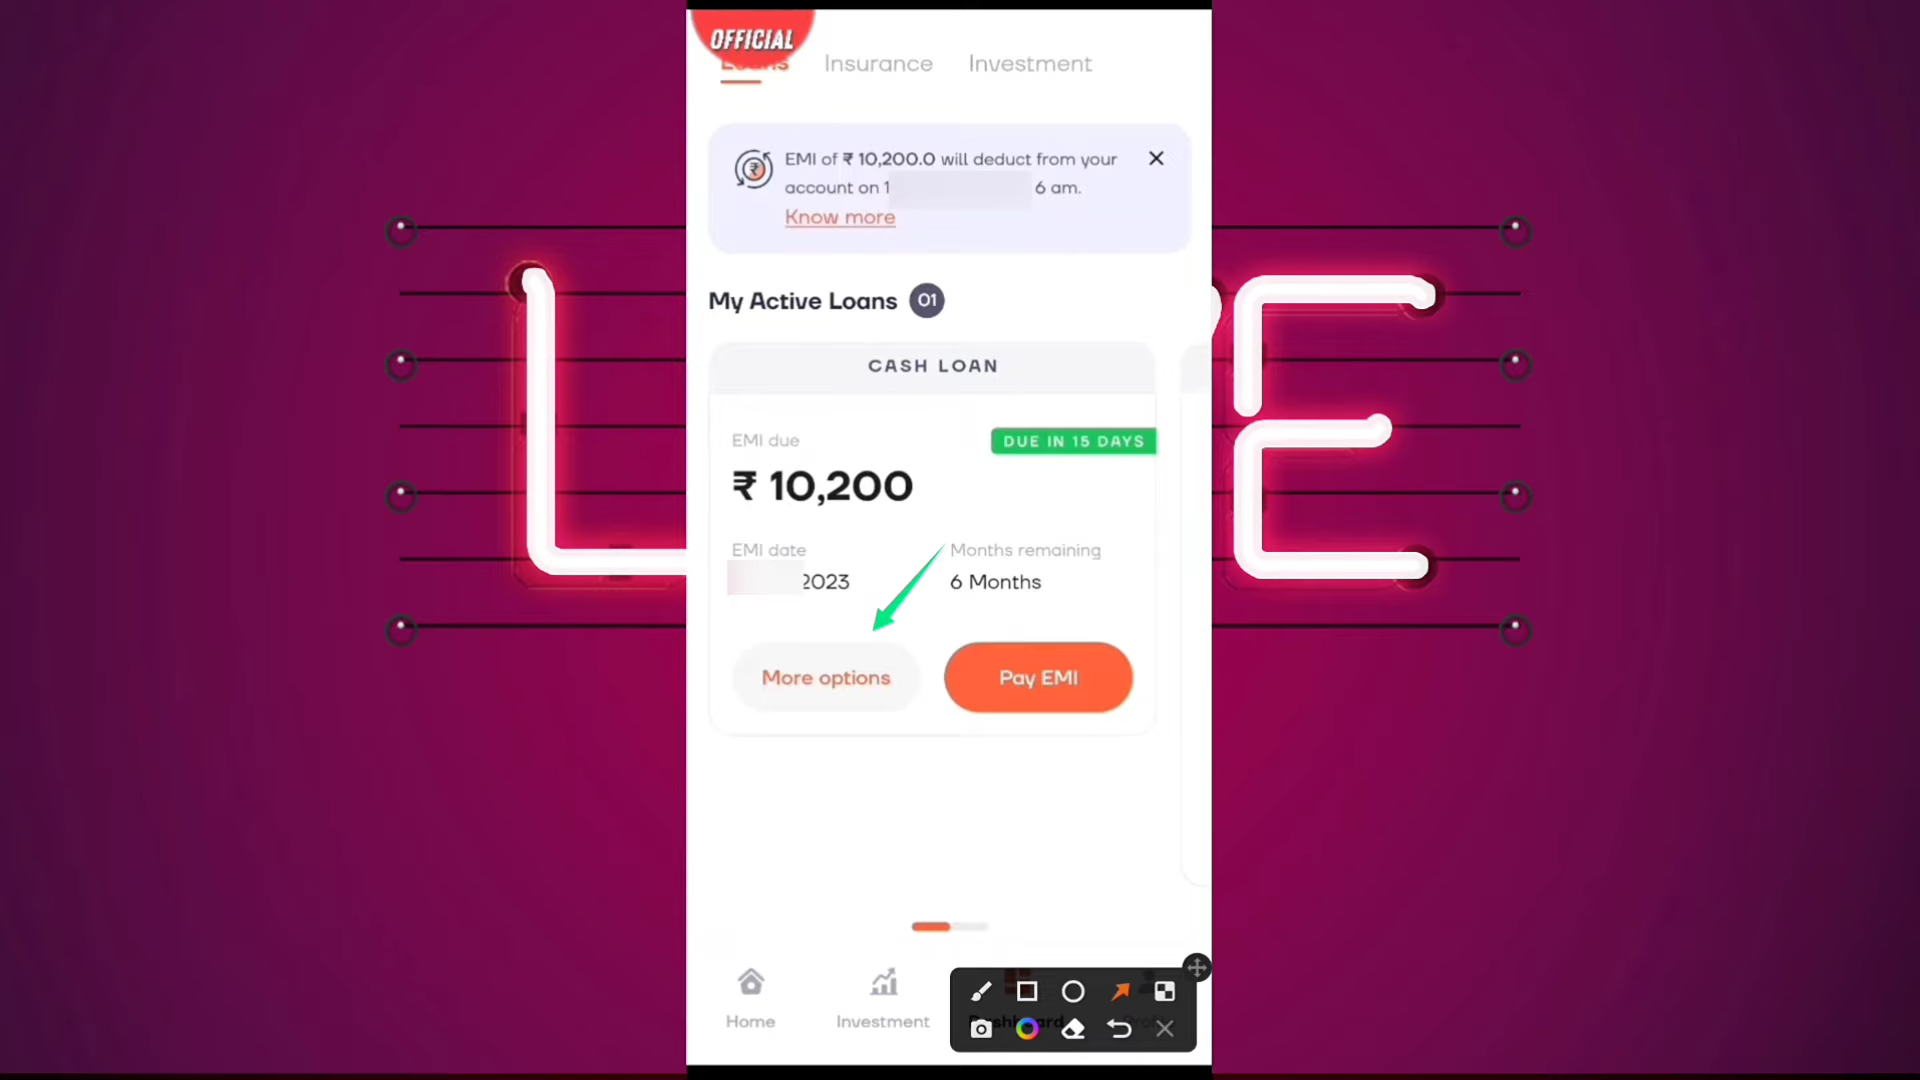 OFFICIAL
Loans Insurance Investment
EMI of ₹ 10,200.0 will deduct from your
account on 1 6 am.
Know more
My Active Loans 01
CASH LOAN
EMI due
DUE IN 15 DAYS
₹ 10,200
EMI date
Months remaining
2023
6 Months
More options
Pay EMI
Home
Investment